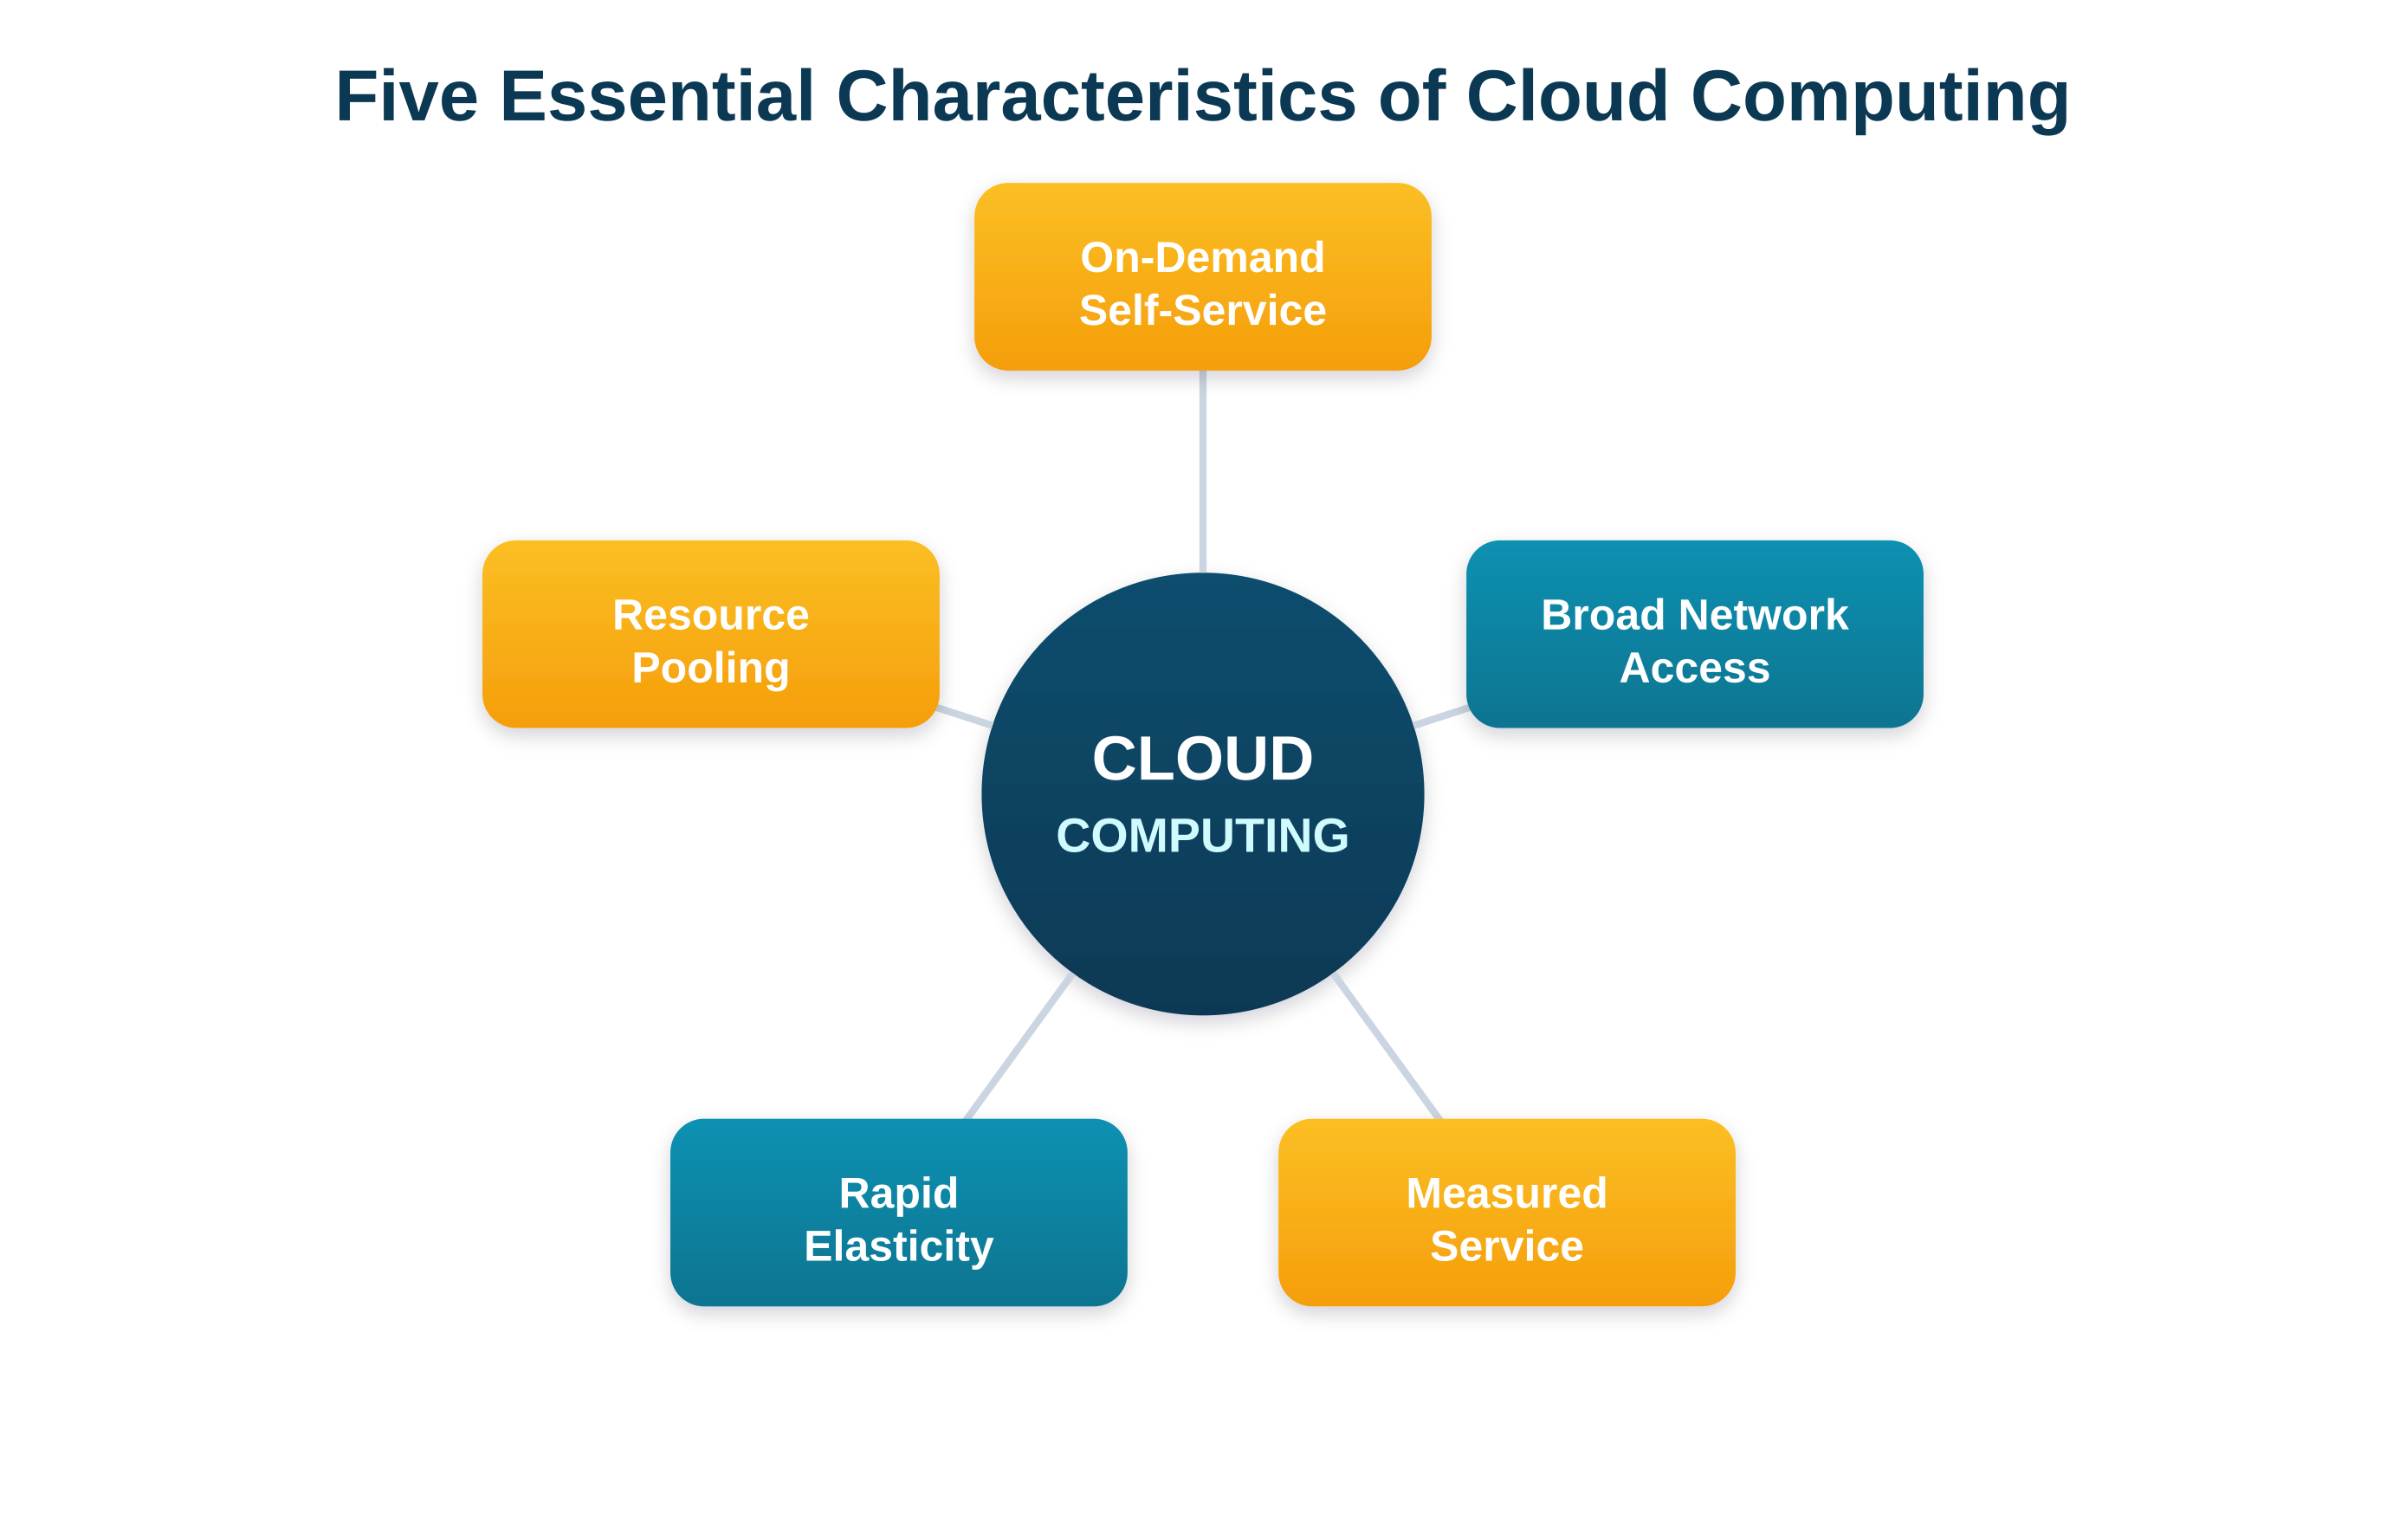 Five Essential Characteristics of Cloud Computing
On-Demand
Self-Service
Resource
Pooling
Broad Network
Access
CLOUD
COMPUTING
Rapid
Elasticity
Measured
Service